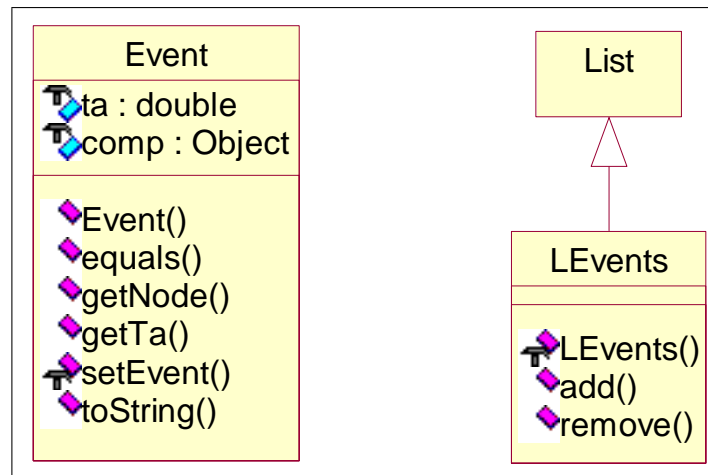 Event
ta : double
comp : Object
Event()
equals()
getNode()
getTa()
setEvent()
toString()
List
LEvents
LEvents()
add()
remove()